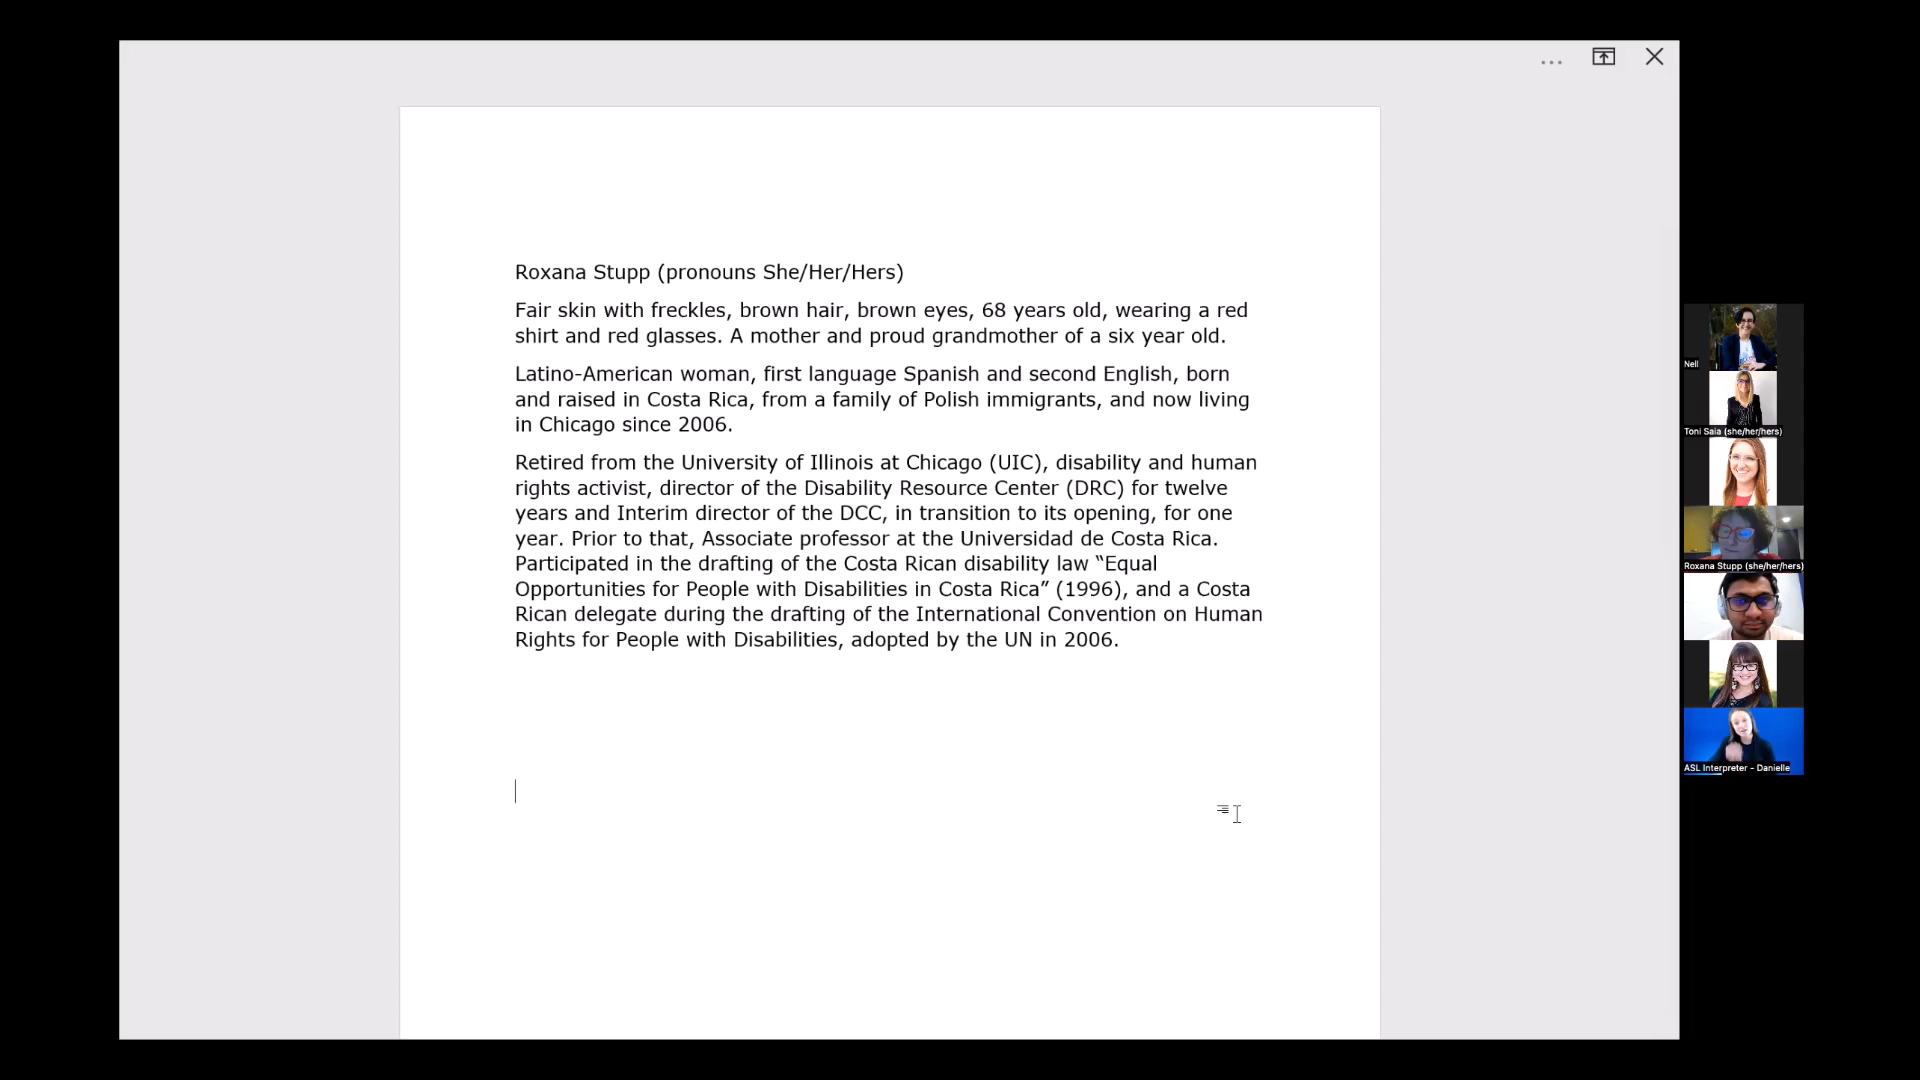 Roxana Stupp (pronouns She/Her/Hers)
Fair skin with freckles, brown hair, brown eyes, 68 years old, wearing a red
shirt and red glasses. A mother and proud grandmother of a six year old.
Latino-American woman, first language Spanish and second English, born
and raised in Costa Rica, from a family of Polish immigrants, and now living
in Chicago since 2006.
Retired from the University of Illinois at Chicago (UIC), disability and human
rights activist, director of the Disability Resource Center (DRC) for twelve
years and Interim director of the DCC, in transition to its opening, for one
year. Prior to that, Associate professor at the Universidad de Costa Rica.
Participated in the drafting of the Costa Rican disability law “Equal
Opportunities for People with Disabilities in Costa Rica” (1996), and a Costa
Rican delegate during the drafting of the International Convention on Human
Rights for People with Disabilities, adopted by the UN in 2006.
Nell
Toni Saia (she/her/hers)
Roxana Stupp (she/her/hers)
ASL Interpreter - Danielle